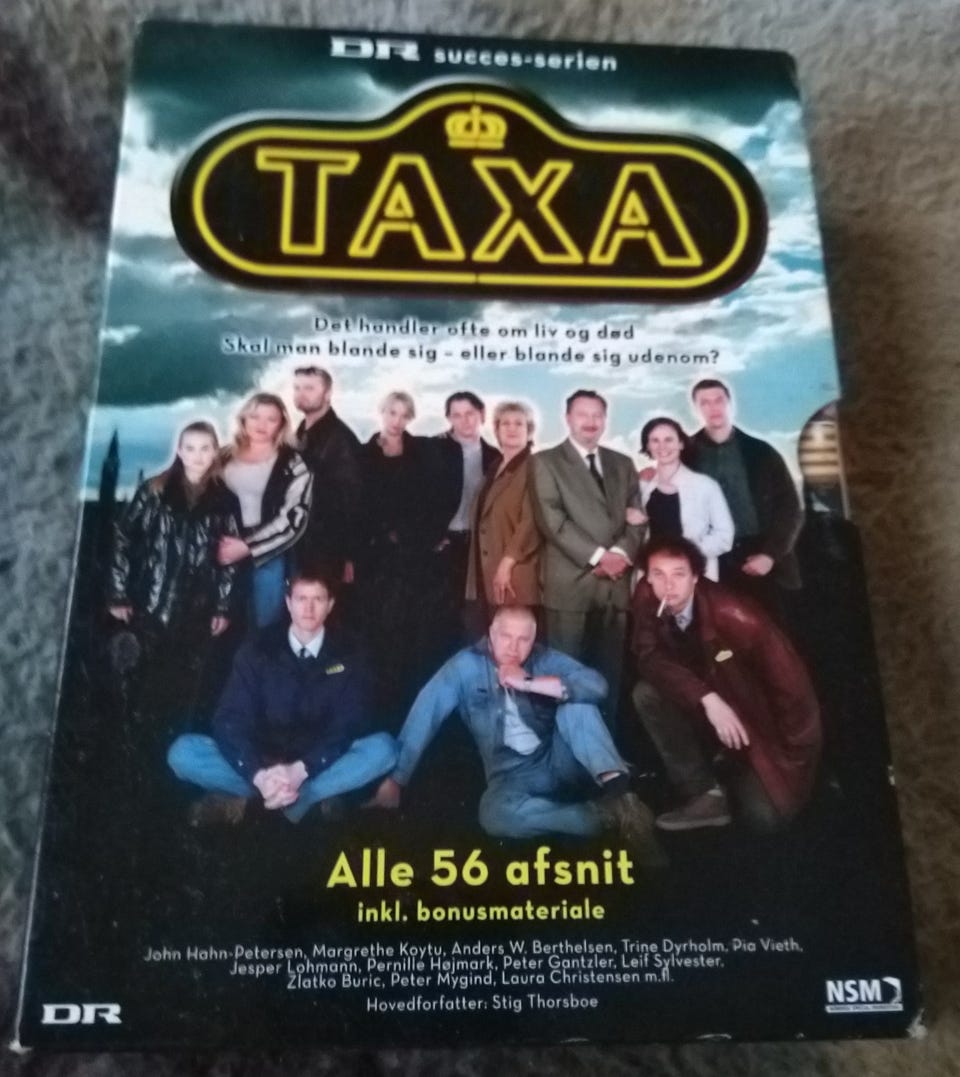 DR succes-serien
TAXA
Det handler ofte om liv og død
Skal man blande sig - eller blande sig udenom?
Alle 56 afsnit
inkl. bonusmateriale
John Hahn-Petersen, Margrethe Koytu, Anders W. Berthelsen, Trine Dyrholm, Pia Vieth,
Jesper Lohmann, Pernille Højmark, Peter Gantzler, Leif Sylvester,
Zlatko Buric, Peter Mygind, Laura Christensen m.fl.
Hovedforfatter: Stig Thorsboe
DR
NSM